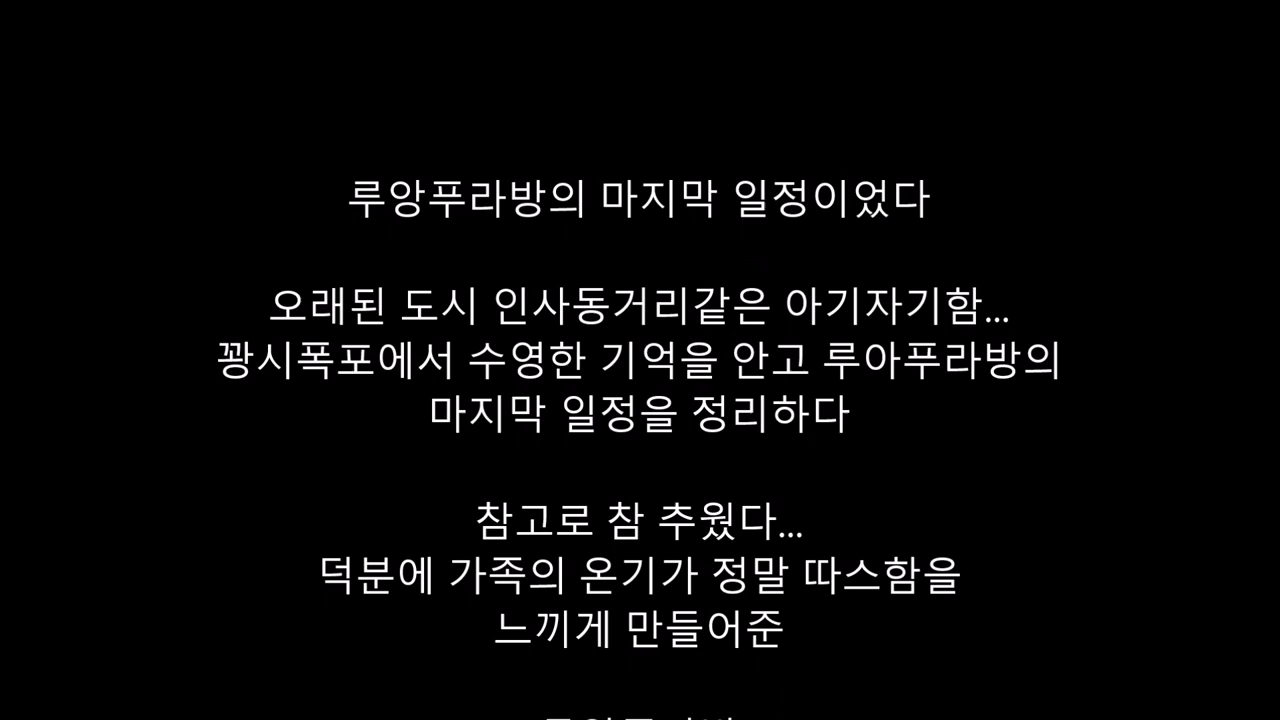 루앙푸라방의 마지막 일정이었다
오래된 도시 인사동거리같은 아기자기함...
꽝시폭포에서 수영한 기억을 안고 루아푸라방의
마지막 일정을 정리하다
참고로 참 추웠다...
덕분에 가족의 온기가 정말 따스함을
느끼게 만들어준